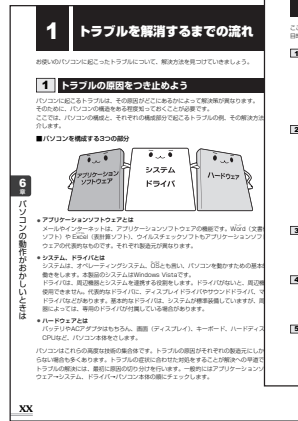 1 トラブルを解消するまでの流れ
お使いのパソコンに起こったトラブルについて、解決方法を見つけていきましょう。
1 トラブルの原因をつき止めよう
パソコンに起こるトラブルは、その原因がどこにあるかによって解決策が異なります。
そのために、パソコンの構造をある程度知っておくことが必要です。
ここでは、パソコンの構成と、それぞれの構成部分で起こるトラブルの例、その解決方法
介します。
■パソコンを構成する3つの部分
アプリケーション
ソフトウェア
システム
ドライバ
ハードウェア
● アプリケーションソフトウェアとは
メールやインターネットは、アプリケーションソフトウェアの機能です。Word(文書
ソフト)や Excel(表計算ソフト)、ウイルスチェックソフトもアプリケーションソフ
ウェアの代表的なものです。それぞれ製造元が異なります。
● システム、ドライバとは
システムは、オペレーティングシステム、OSとも言い、パソコンを動かすための基本
働きをします。本製品のシステムはWindows Vistaです。
ドライバは、周辺機器とシステムを連携する役割をします。ドライバがないと、周辺機
使用できません。代表的なドライバに、ディスプレイドライバやサウンドドライバ、マ
ドライバなどがあります。基本的なドライバは、システムが標準装備していますが、周
器によっては、専用のドライバが付属している場合があります。
● ハードウェアとは
バッテリやACアダプタはもちろん、画面(ディスプレイ)、キーボード、ハードディス
CPUなど、パソコン本体をさします。
パソコンはこれらの高度な技術の集合体です。トラブルの原因がそれぞれの製造元にしか
らない場合も多くあります。トラブルの症状に合わせた対処をすることが解決への早道で
トラブルの解決には、最初に原因の切り分けを行います。一般的にはアプリケーションソ
ウェア→システム、ドライバ→パソコン本体の順にチェックします。
6
章
パソコンの動作がおかしいときは
XX
1
2
3
4
5